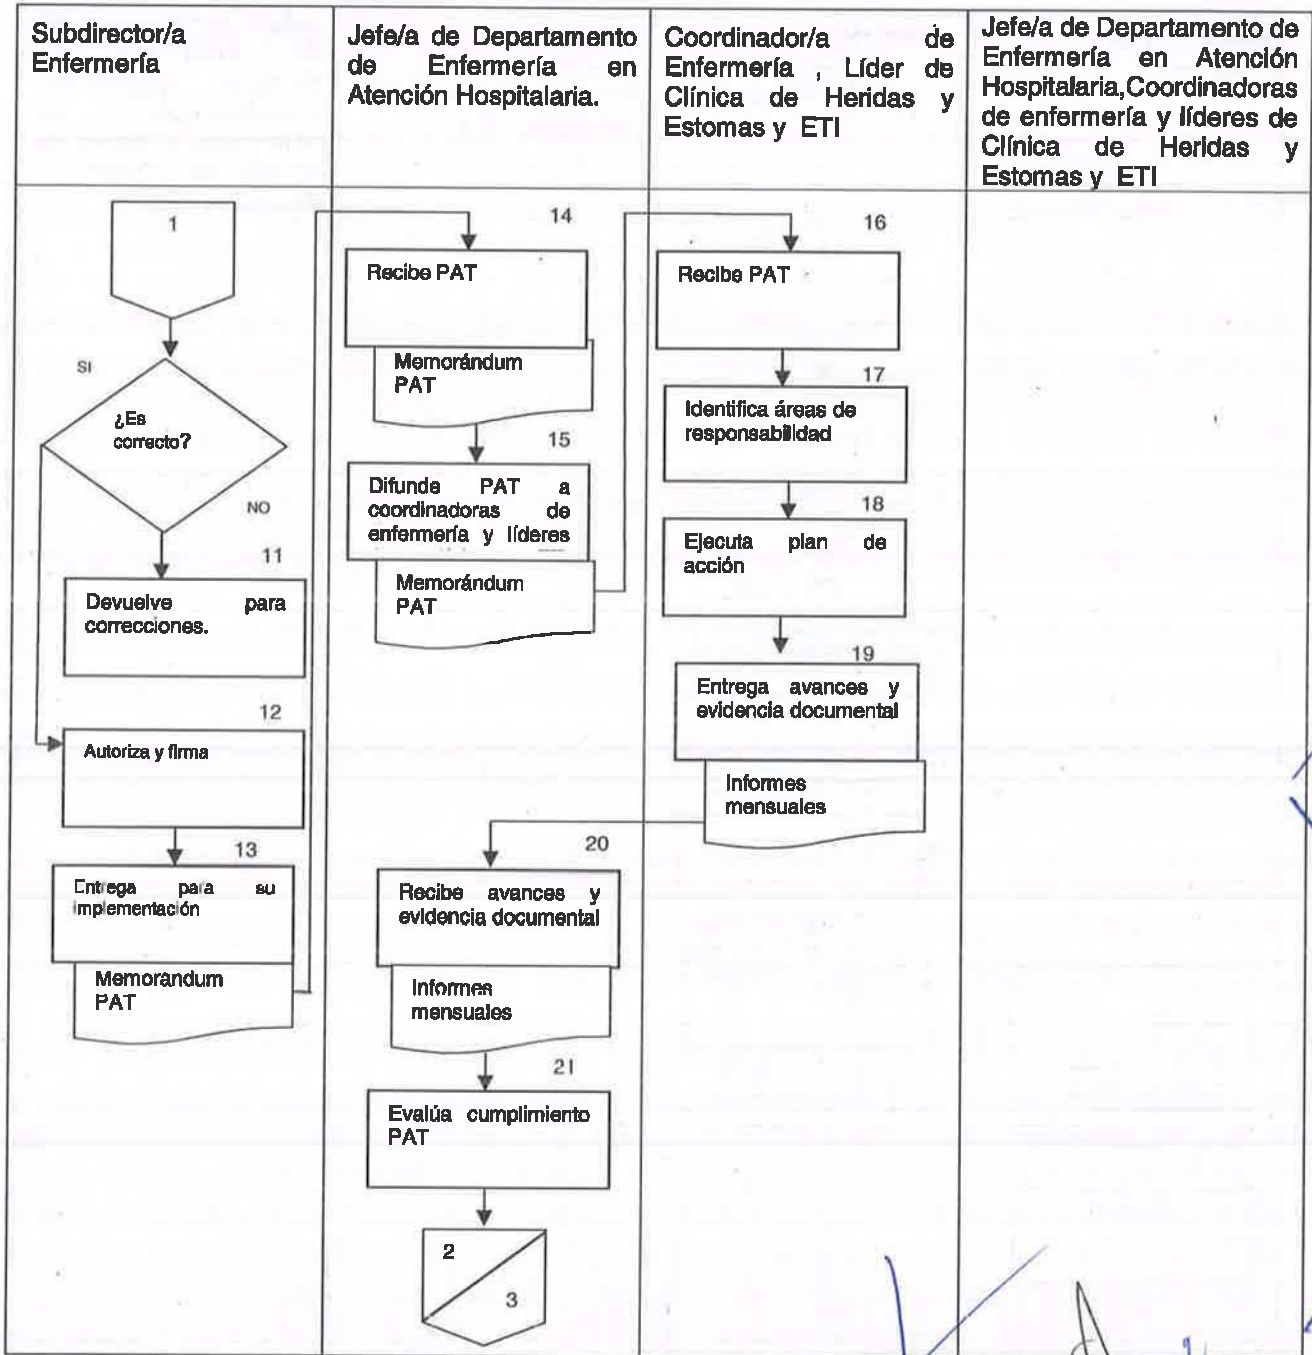 Subdirector/a
Enfermería
Jefe/a de Departamento
de Enfermería en
Atención Hospitalaria.
Coordinador/a de
Enfermería , Líder de
Clínica de Heridas y
Estomas y ETI
Jefe/a de Departamento de
Enfermería en Atención
Hospitalaria,Coordinadoras
de enfermería y líderes de
Clínica de Heridas y
Estomas y ETI
1
SI
¿Es
correcto?
NO
11
Devuelve para
correcciones.
12
Autoriza y firma
13
Entrega para su
implementación
Memorandum
PAT
14
Recibe PAT
Memorándum
PAT
15
Difunde PAT a
coordinadoras de
enfermería y líderes
Memorándum
PAT
16
Recibe PAT
17
Identifica áreas de
responsabilidad
18
Ejecuta plan de
acción
19
Entrega avances y
evidencia documental
Informes
mensuales
20
Recibe avances y
evidencia documental
Informes
mensuales
21
Evalúa cumplimiento
PAT
2
3